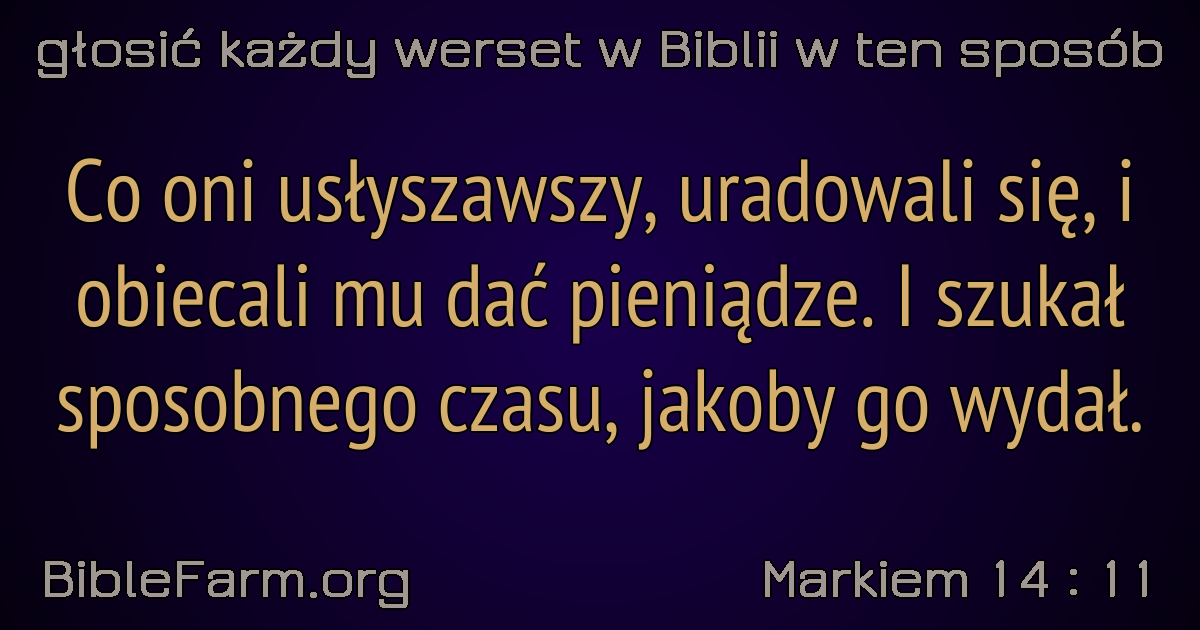 głosić każdy werset w Biblii w ten sposób
Co oni usłyszawszy, uradowali się, i
obiecali mu dać pieniądze. I szukał
sposobnego czasu, jakoby go wydał.
BibleFarm.org
Markiem 14 : 11